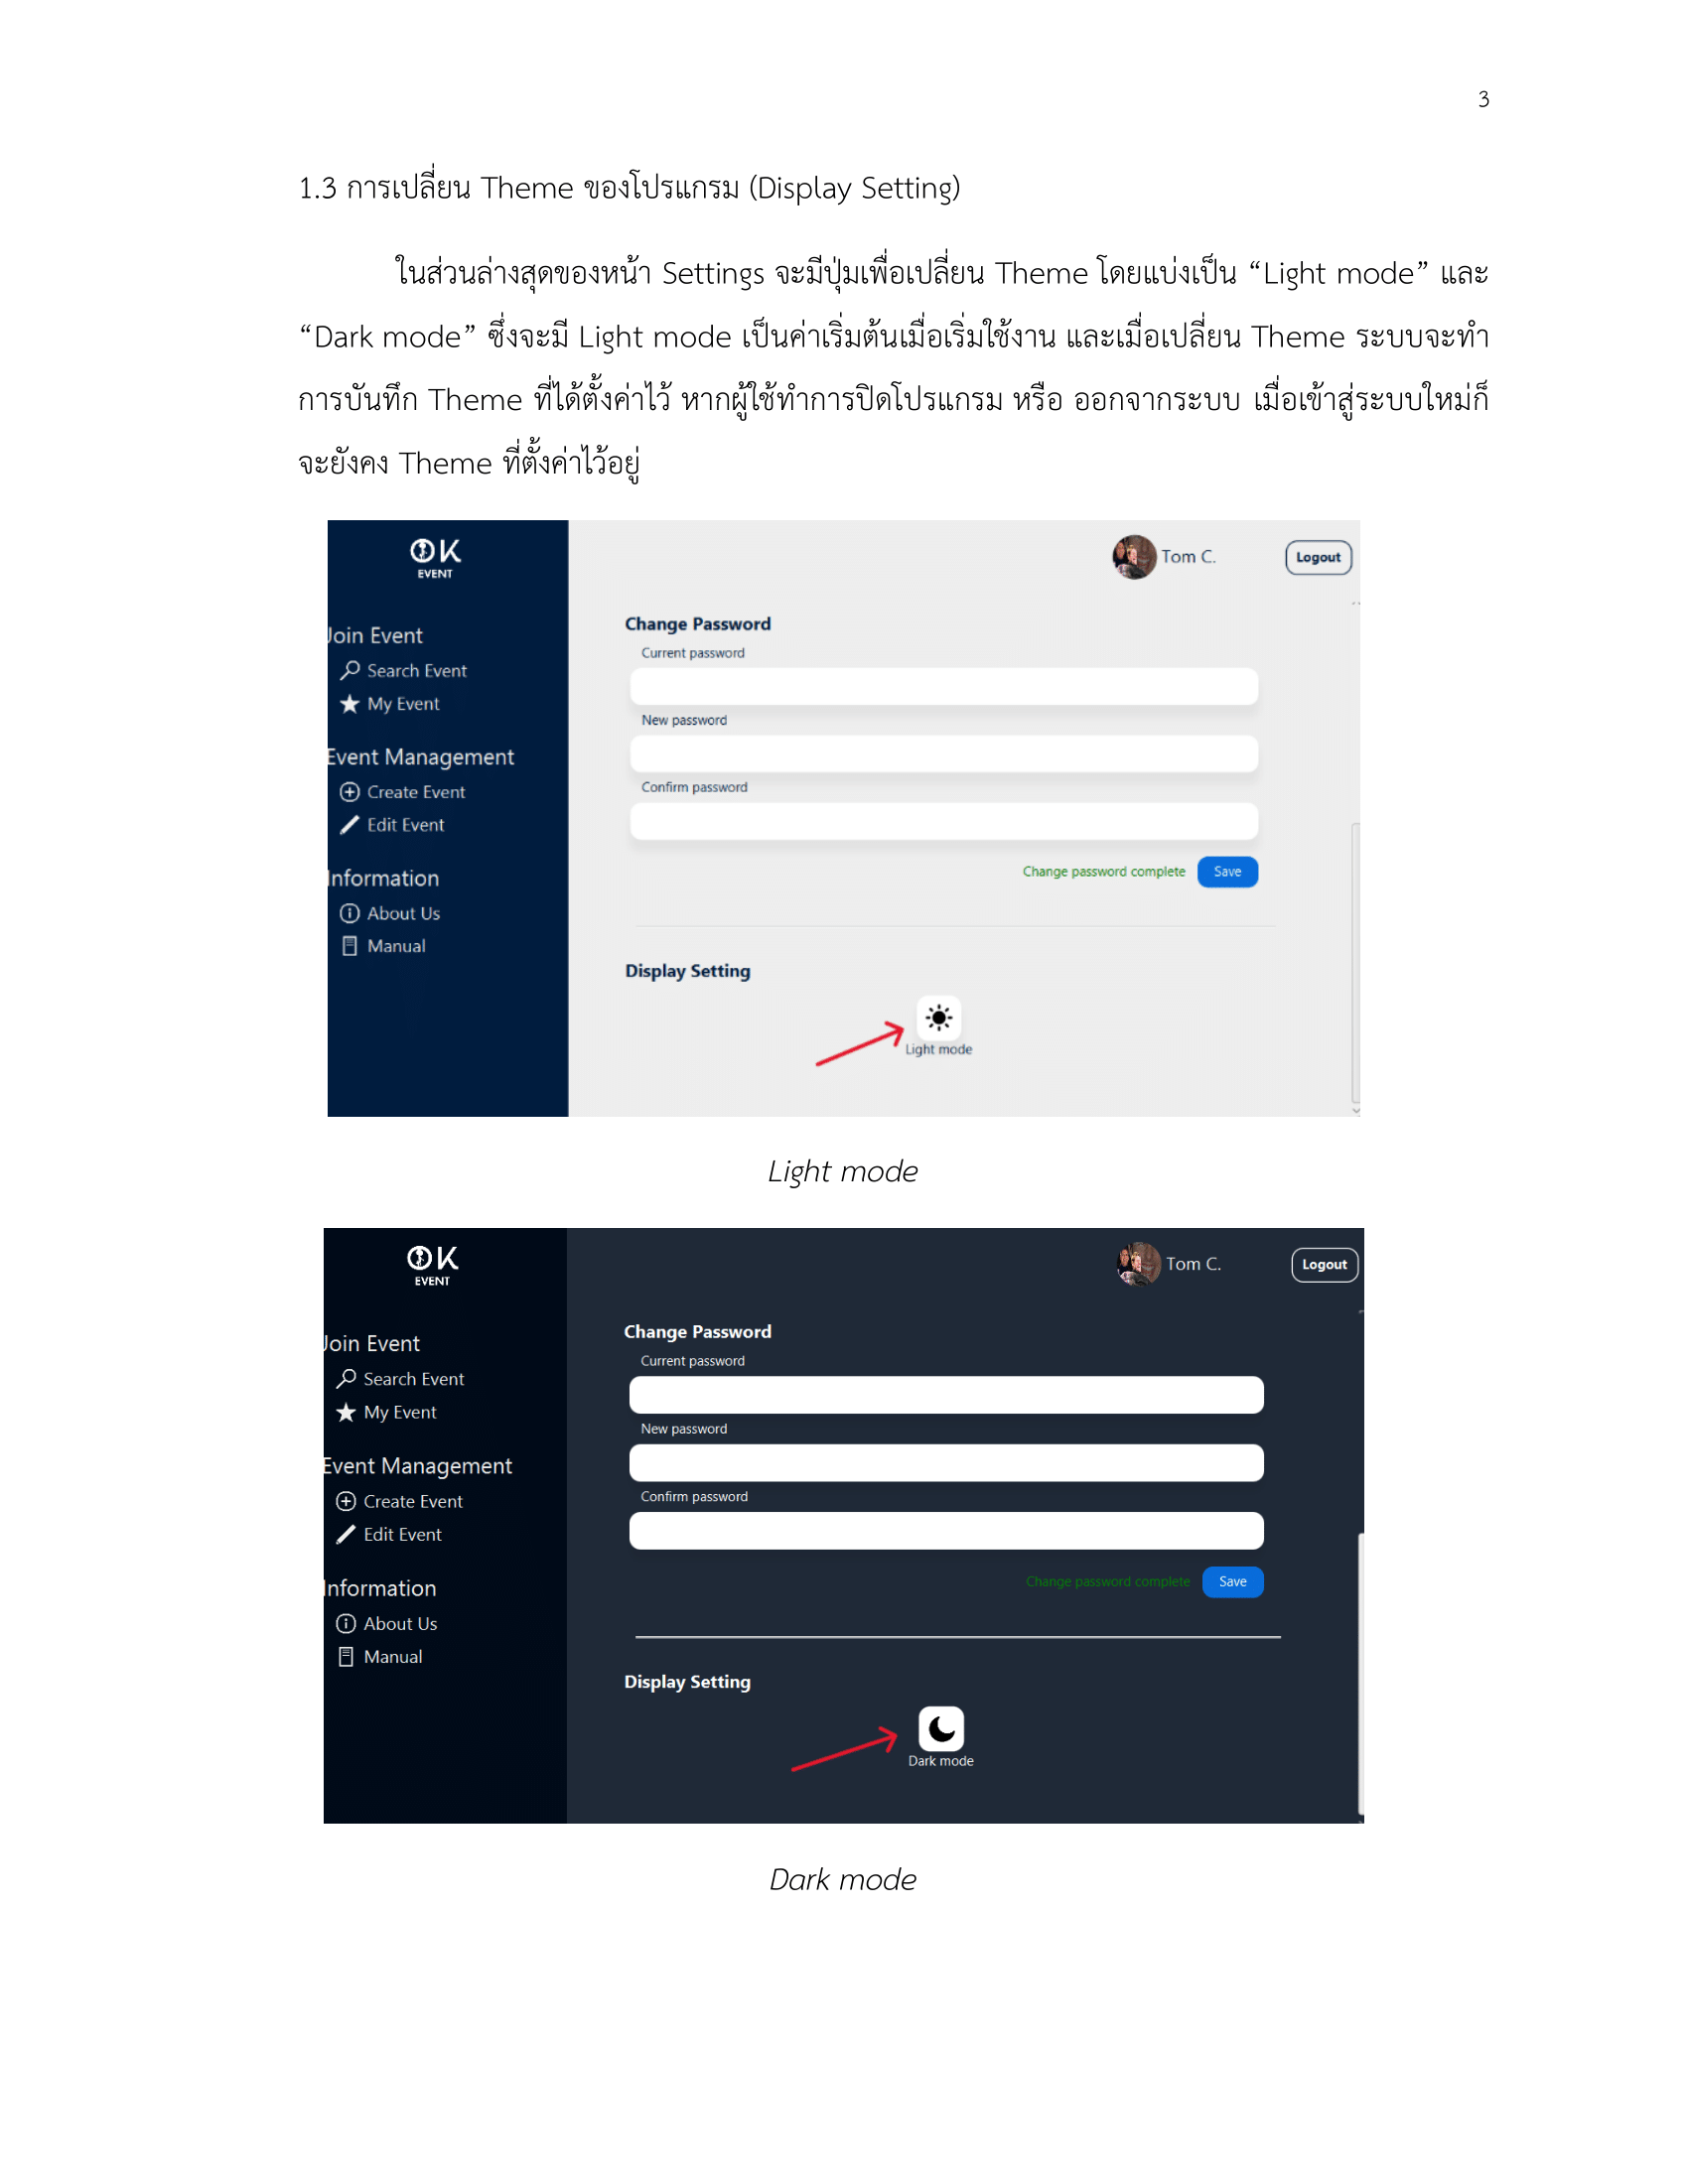 3
1.3 การเปลี่ยน Theme ของโปรแกรม (Display Setting)
ในส่วนล่างสุดของหน้า Settings จะมีปุ่มเพื่อเปลี่ยน Theme โดยแบ่งเป็น “Light mode” และ
“Dark mode” ซึ่งจะมี Light mode เป็นค่าเริ่มต้นเมื่อเริ่มใช้งาน และเมื่อเปลี่ยน Theme ระบบจะทำ
การบันทึก Theme ที่ได้ตั้งค่าไว้ หากผู้ใช้ทำการปิดโปรแกรม หรือ ออกจากระบบ เมื่อเข้าสู่ระบบใหม่ก็
จะยังคง Theme ที่ตั้งค่าไว้อยู่
OK
EVENT
Tom C.
Logout
Join Event
Search Event
My Event
Event Management
Create Event
Edit Event
Information
About Us
Manual
Change Password
Current password
New password
Confirm password
Change password complete
Save
Display Setting
Light mode
Light mode
OK
EVENT
Tom C.
Logout
Join Event
Search Event
My Event
Event Management
Create Event
Edit Event
Information
About Us
Manual
Change Password
Current password
New password
Confirm password
Change password complete
Save
Display Setting
Dark mode
Dark mode